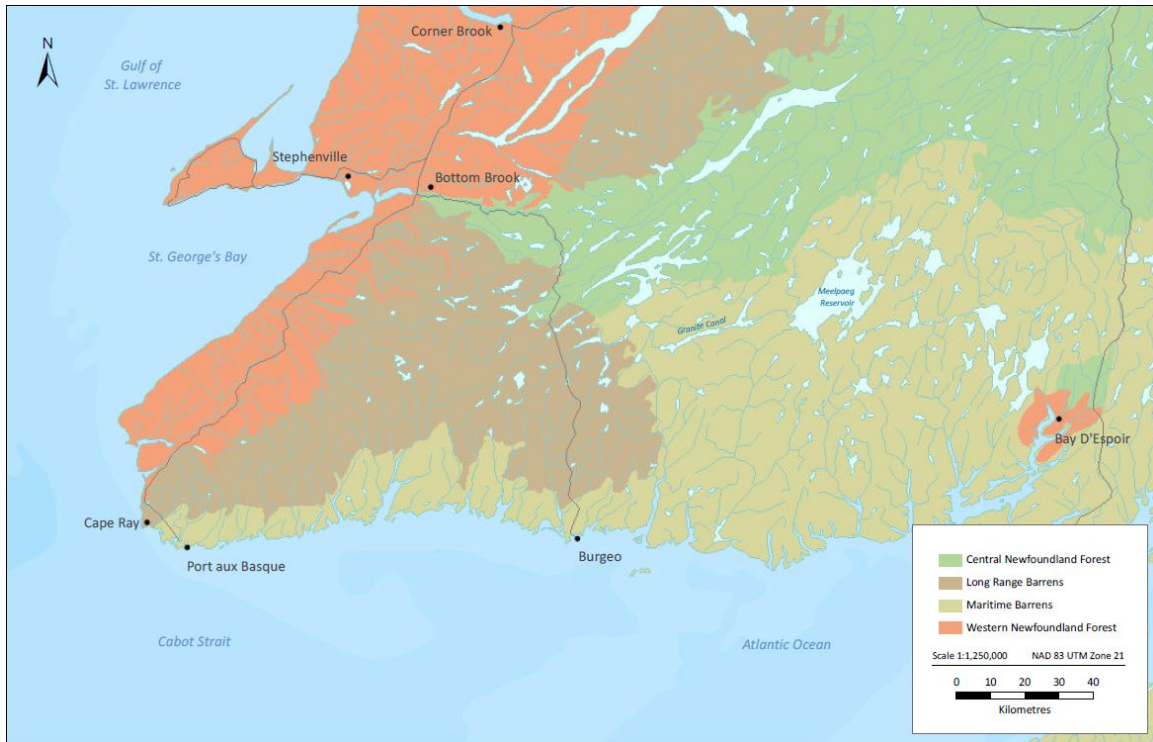 Corner Brook
N
Gulf of
St. Lawrence
Stephenville
Bottom Brook
St. George's Bay
Meelpaeg
Reservoir
Granite Canal
Bay D'Espoir
Cape Ray
Port aux Basque
Burgeo
Cabot Strait
Atlantic Ocean
Central Newfoundland Forest
Long Range Barrens
Maritime Barrens
Western Newfoundland Forest
Scale 1:1,250,000 NAD 83 UTM Zone 21
0 10 20 30 40
Kilometres